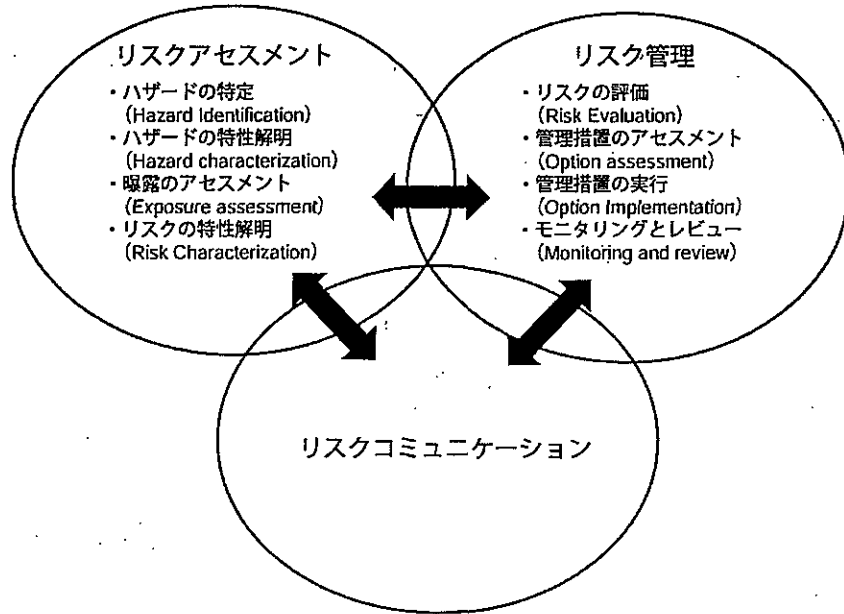 リスクアセスメント
・ハザードの特定
(Hazard Identification)
・ハザードの特性解明
(Hazard characterization)
・曝露のアセスメント
(Exposure assessment)
・リスクの特性解明
(Risk Characterization)
リスク管理
・リスクの評価
(Risk Evaluation)
・管理措置のアセスメント
(Option assessment)
・管理措置の実行
(Option Implementation)
・モニタリングとレビュー
(Monitoring and review)
リスクコミュニケーション